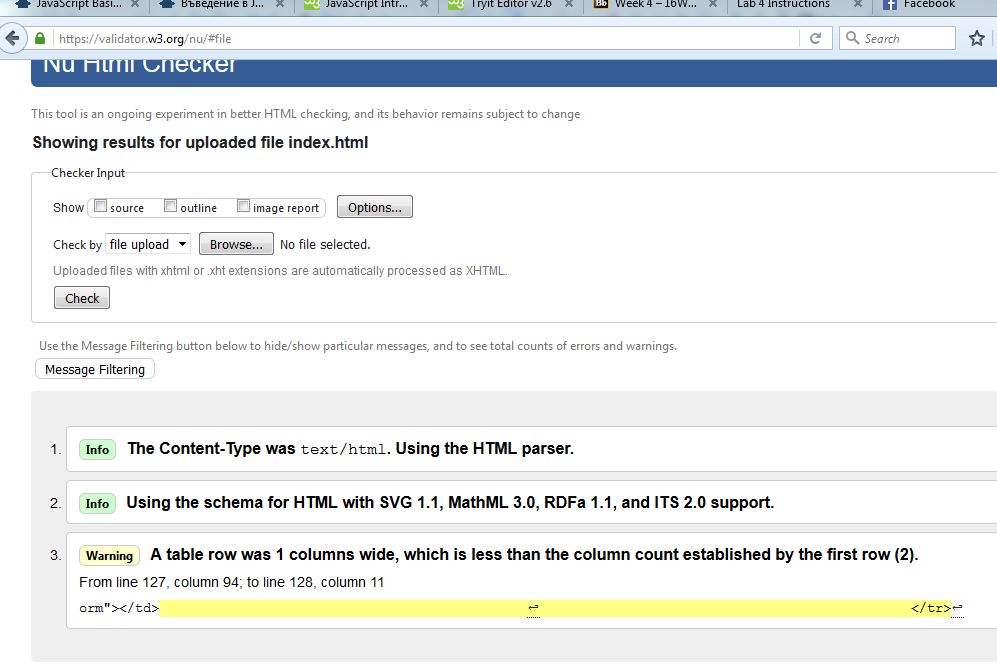 JavaScript Basi...
Въведение в J...
JavaScript Intr...
Tryit Editor v2.6
Week 4 – 16W...
Lab 4 Instructions
Facebook
https://validator.w3.org/nu/#file
Search
Nu Html Checker
This tool is an ongoing experiment in better HTML checking, and its behavior remains subject to change
Showing results for uploaded file index.html
Checker Input
Show source outline image report Options...
Check by file upload Browse... No file selected.
Uploaded files with xhtml or .xht extensions are automatically processed as XHTML.
Check
Use the Message Filtering button below to hide/show particular messages, and to see total counts of errors and warnings.
Message Filtering
1. Info The Content-Type was text/html. Using the HTML parser.
2. Info Using the schema for HTML with SVG 1.1, MathML 3.0, RDFa 1.1, and ITS 2.0 support.
3. Warning A table row was 1 columns wide, which is less than the column count established by the first row (2).
From line 127, column 94; to line 128, column 11
orm"></td>↩ </tr>↩